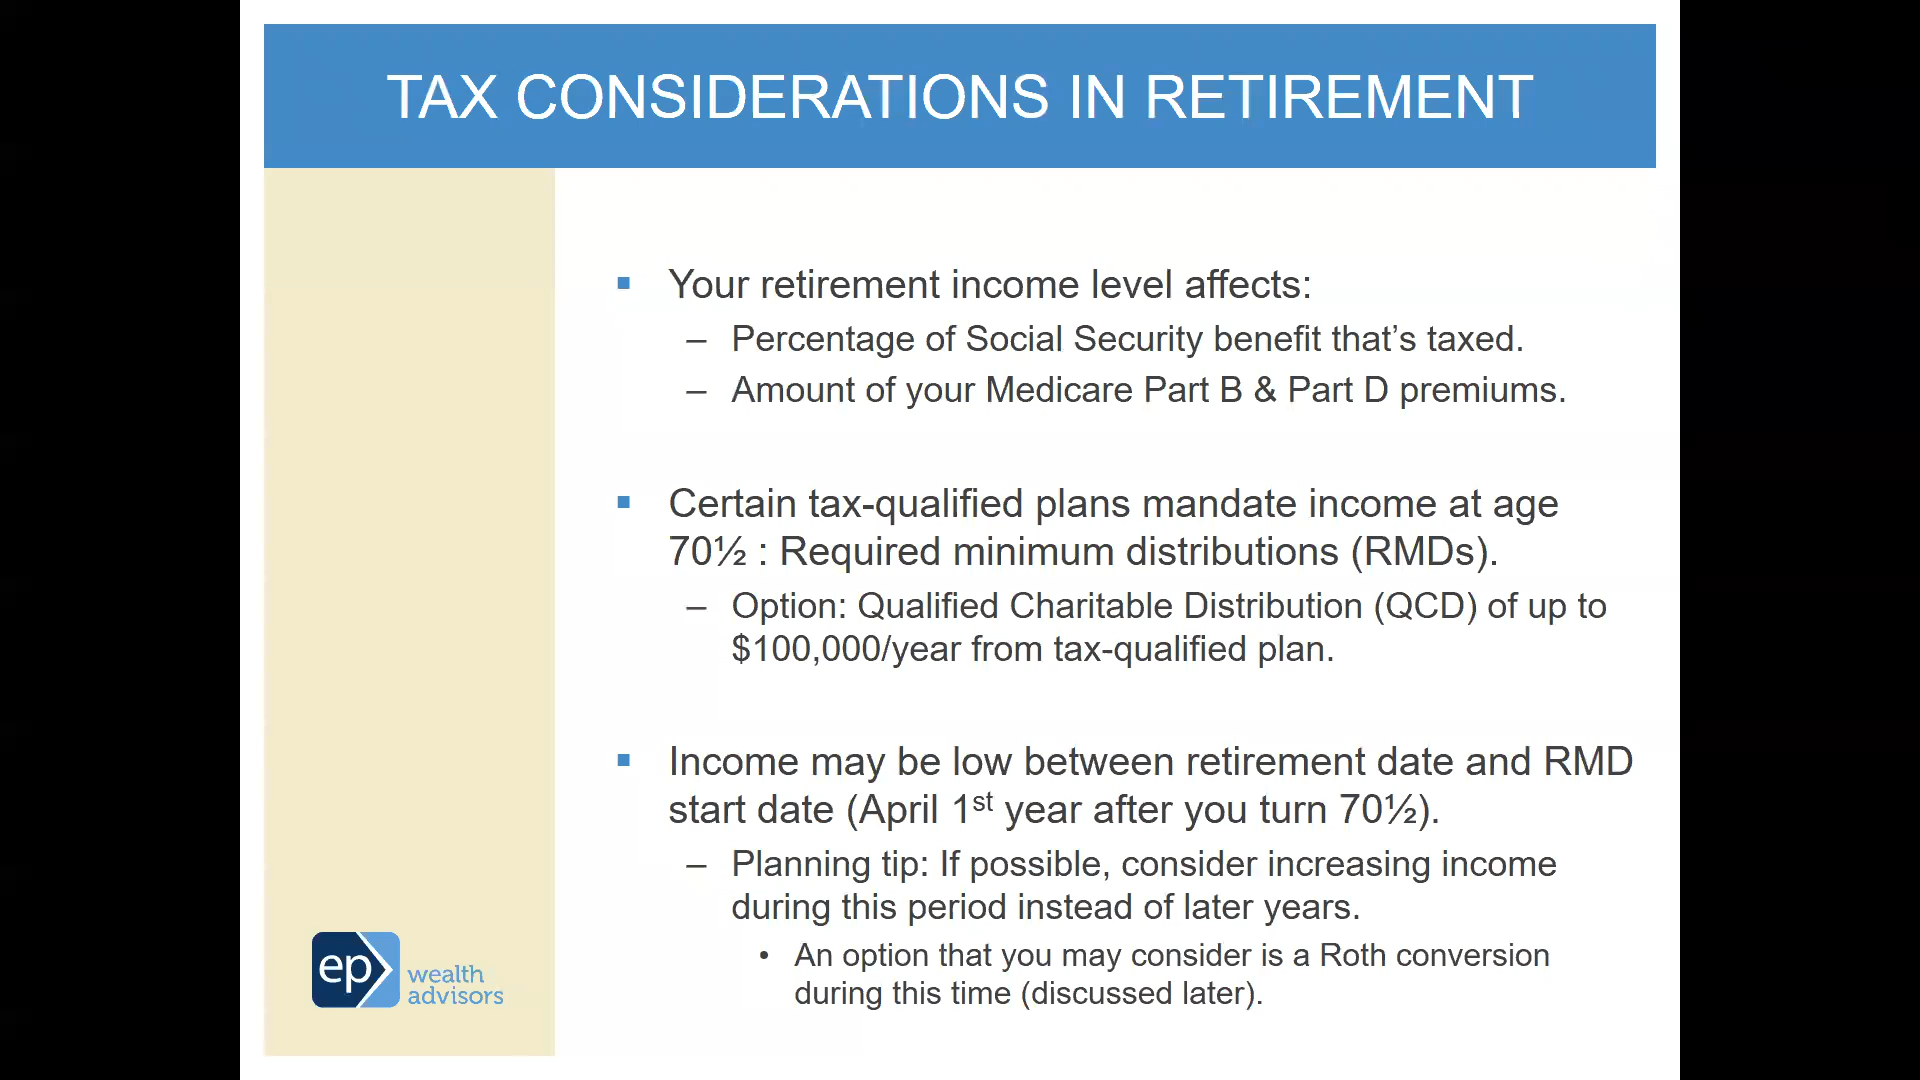 TAX CONSIDERATIONS IN RETIREMENT
▪ Your retirement income level affects:
– Percentage of Social Security benefit that’s taxed.
– Amount of your Medicare Part B & Part D premiums.
▪ Certain tax-qualified plans mandate income at age
70½ : Required minimum distributions (RMDs).
– Option: Qualified Charitable Distribution (QCD) of up to
$100,000/year from tax-qualified plan.
▪ Income may be low between retirement date and RMD
start date (April 1st year after you turn 70½).
– Planning tip: If possible, consider increasing income
during this period instead of later years.
• An option that you may consider is a Roth conversion
during this time (discussed later).
ep wealth
advisors